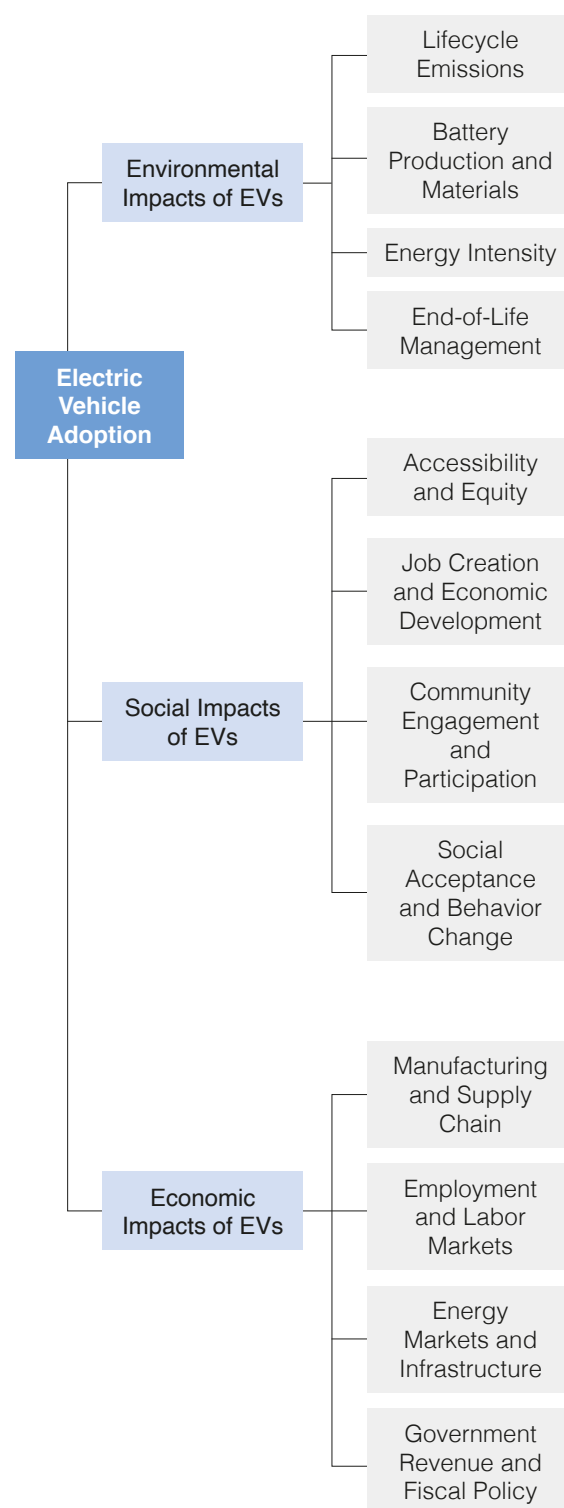 Lifecycle
Emissions
Battery
Production and
Materials
Environmental
Impacts of EVs
Energy Intensity
End-of-Life
Management
Electric
Vehicle
Adoption
Accessibility
and Equity
Job Creation
and Economic
Development
Social Impacts
of EVs
Community
Engagement
and
Participation
Social
Acceptance
and Behavior
Change
Manufacturing
and Supply
Chain
Economic
Impacts of EVs
Employment
and Labor
Markets
Energy
Markets and
Infrastructure
Government
Revenue and
Fiscal Policy